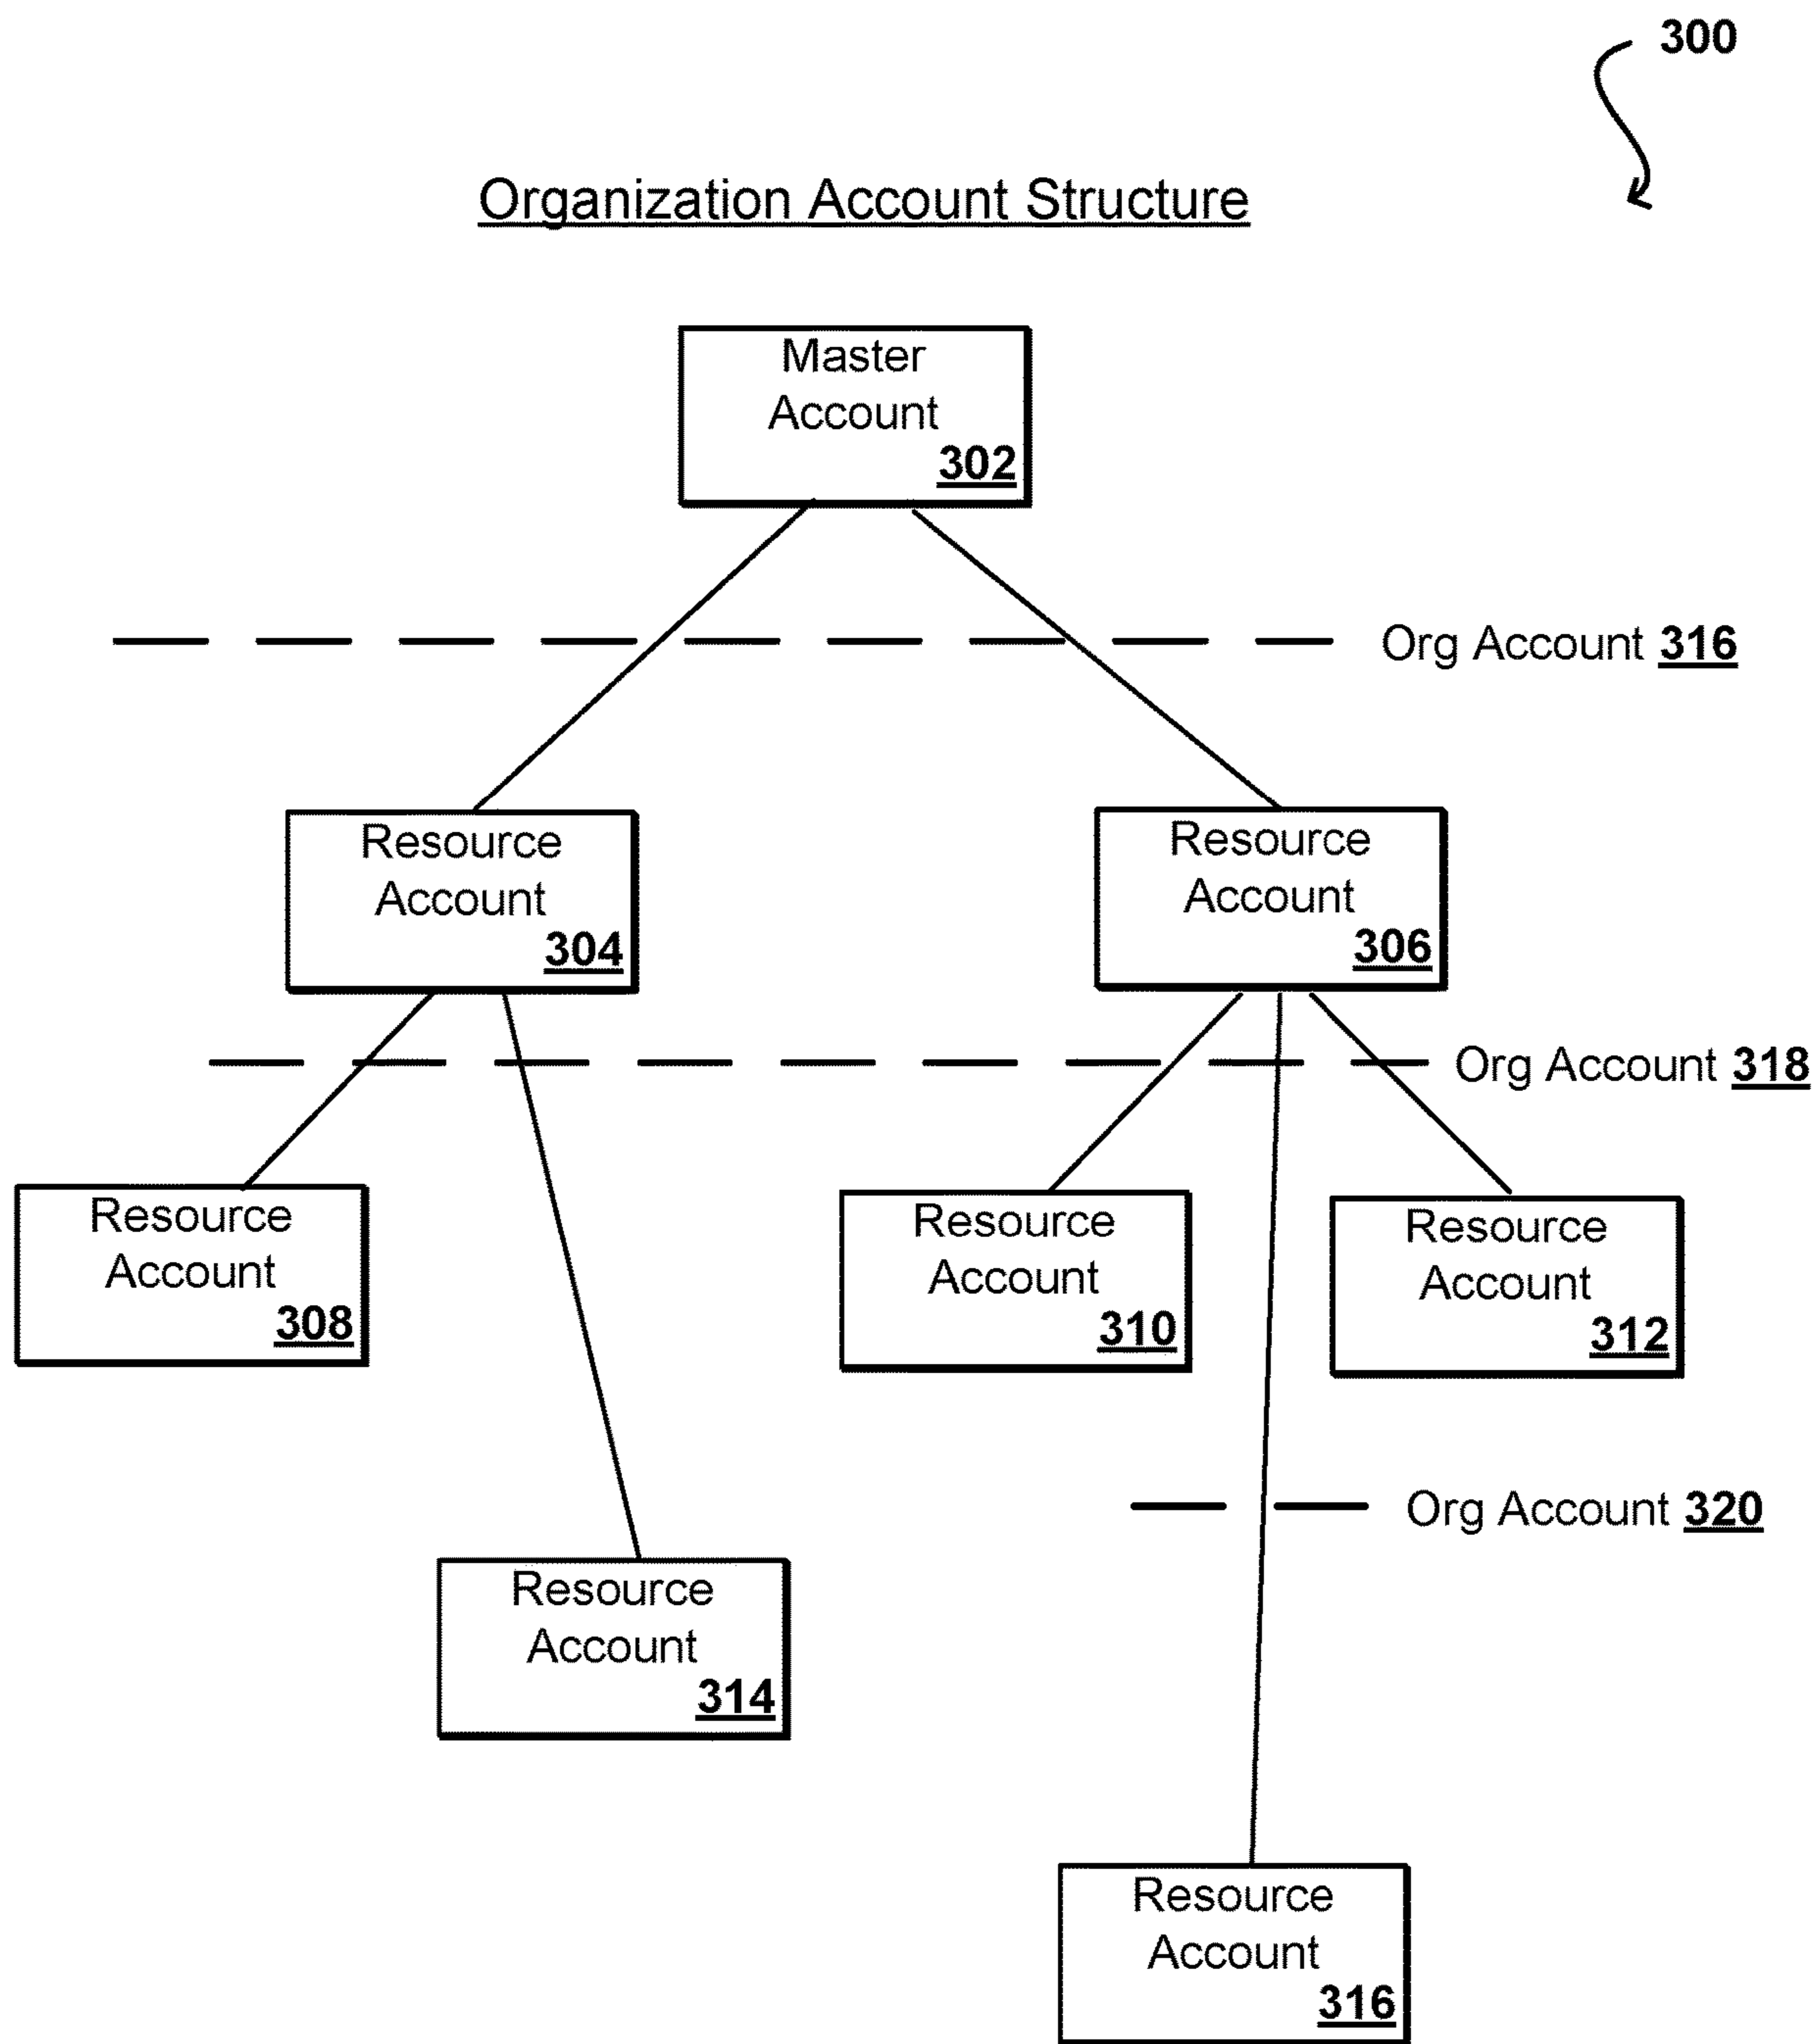 300
Organization Account Structure
Master
Account
302
Org Account 316
Resource
Account
304
Resource
Account
306
Org Account 318
Resource
Account
308
Resource
Account
310
Resource
Account
312
Org Account 320
Resource
Account
314
Resource
Account
316